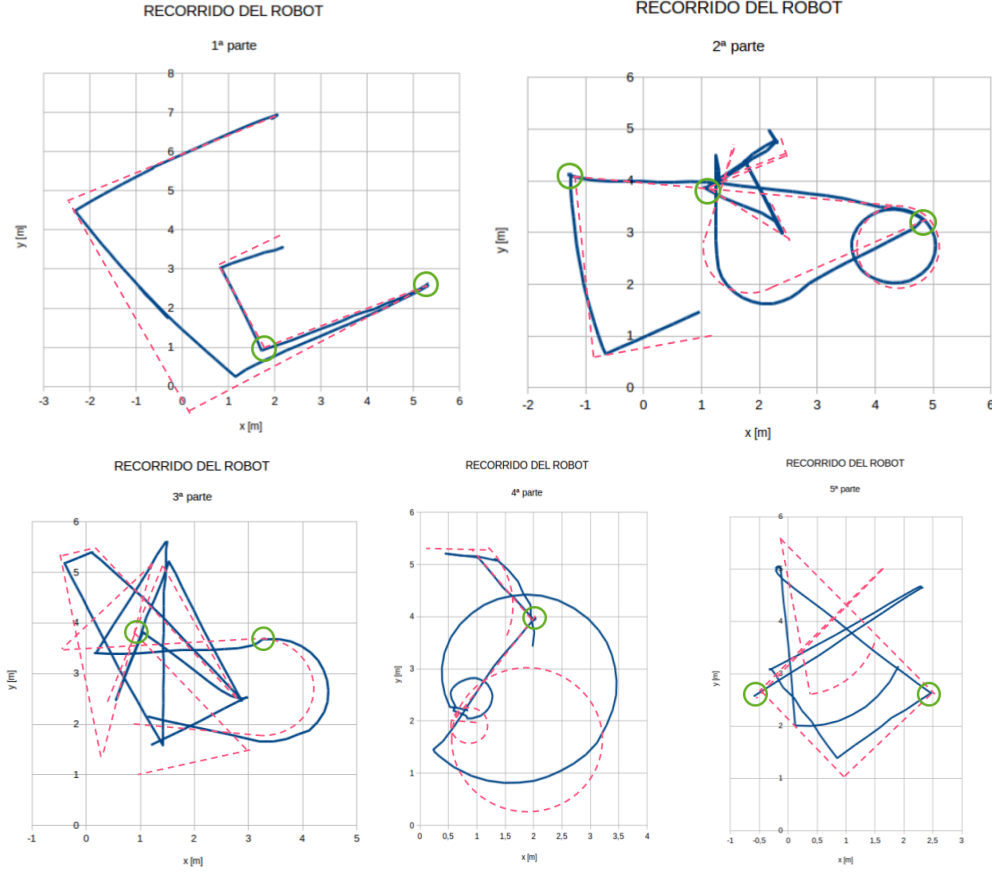 RECORRIDO DEL ROBOT
1ª parte
8
7
6
5
4
3
2
1
0
-3 -2 -1 0 1 2 3 4 5 6
y [m]
x [m]
RECORRIDO DEL ROBOT
2ª parte
6
5
4
3
2
1
0
-2 -1 0 1 2 3 4 5 6
y [m]
x [m]
RECORRIDO DEL ROBOT
3ª parte
6
5
4
3
2
1
0
-1 0 1 2 3 4 5
y [m]
x [m]
RECORRIDO DEL ROBOT
4ª parte
6
5
4
3
2
1
0
0 0,5 1 1,5 2 2,5 3 3,5 4
y [m]
x [m]
RECORRIDO DEL ROBOT
5ª parte
6
5
4
3
2
1
0
-1 -0,5 0 0,5 1 1,5 2 2,5 3
y [m]
x [m]